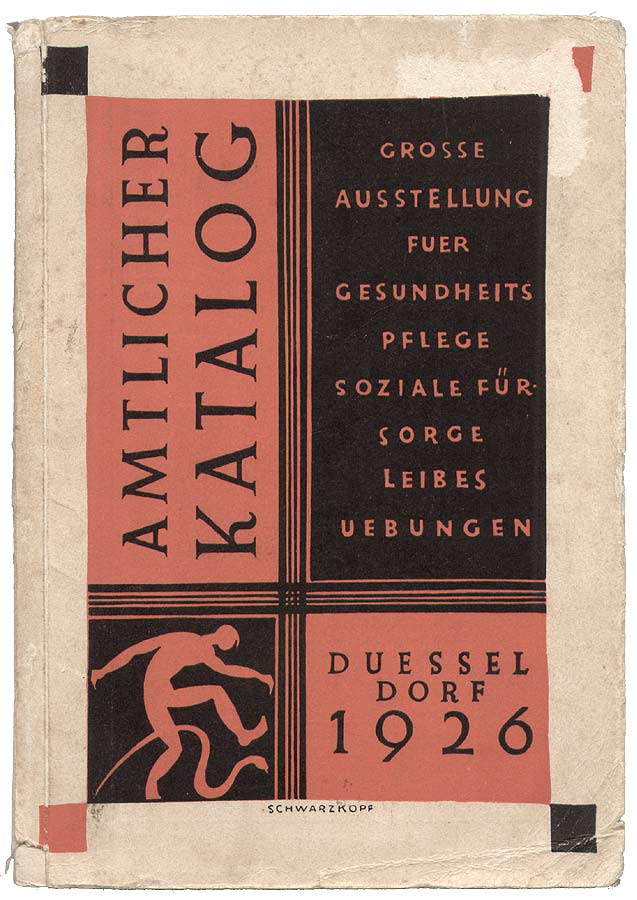 AMTLICHER
KATALOG
GROSSE
AUSSTELLUNG
FUER
GESUNDHEITS
PFLEGE
SOZIALE FÜR-
SORGE
LEIBES
UEBUNGEN
DUESSEL
DORF
1926
SCHWARZKOPF